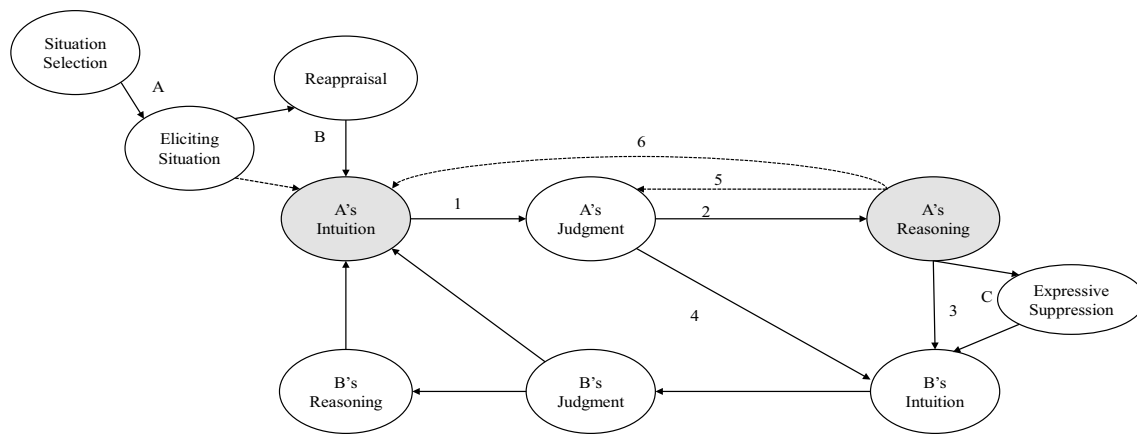 Situation
Selection
A
Reappraisal
Eliciting
Situation
B
6
5
A's
Intuition
1
A's
Judgment
2
A's
Reasoning
C
Expressive
Suppression
3
4
B's
Reasoning
B's
Judgment
B's
Intuition